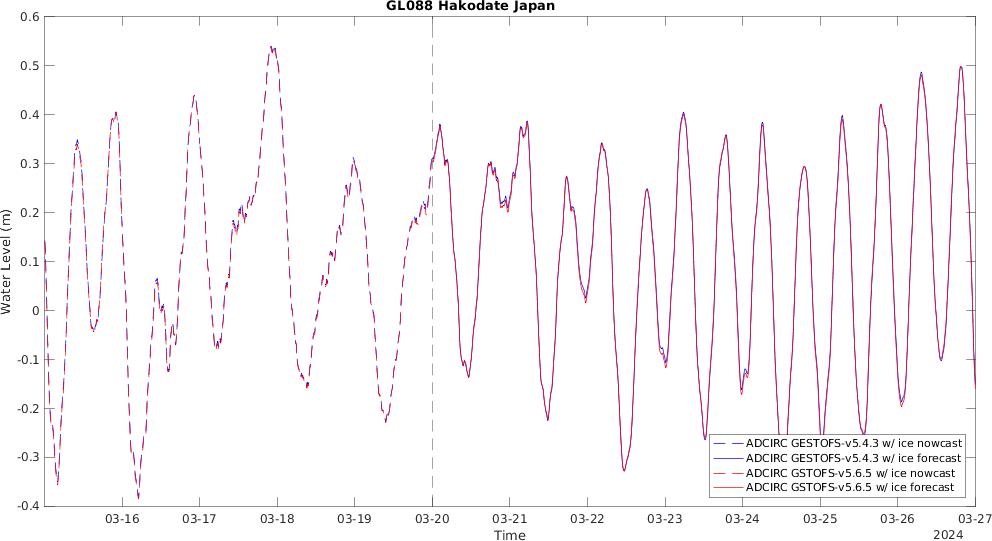 GL088 Hakodate Japan
0.6
0.5
0.4
0.3
0.2
0.1
0
-0.1
-0.2
-0.3
-0.4
Water Level (m)
03-16 03-17 03-18 03-19 03-20 03-21 03-22 03-23 03-24 03-25 03-26 03-27
Time
2024
ADCIRC GESTOFS-v5.4.3 w/ ice nowcast
ADCIRC GESTOFS-v5.4.3 w/ ice forecast
ADCIRC GSTOFS-v5.6.5 w/ ice nowcast
ADCIRC GSTOFS-v5.6.5 w/ ice forecast